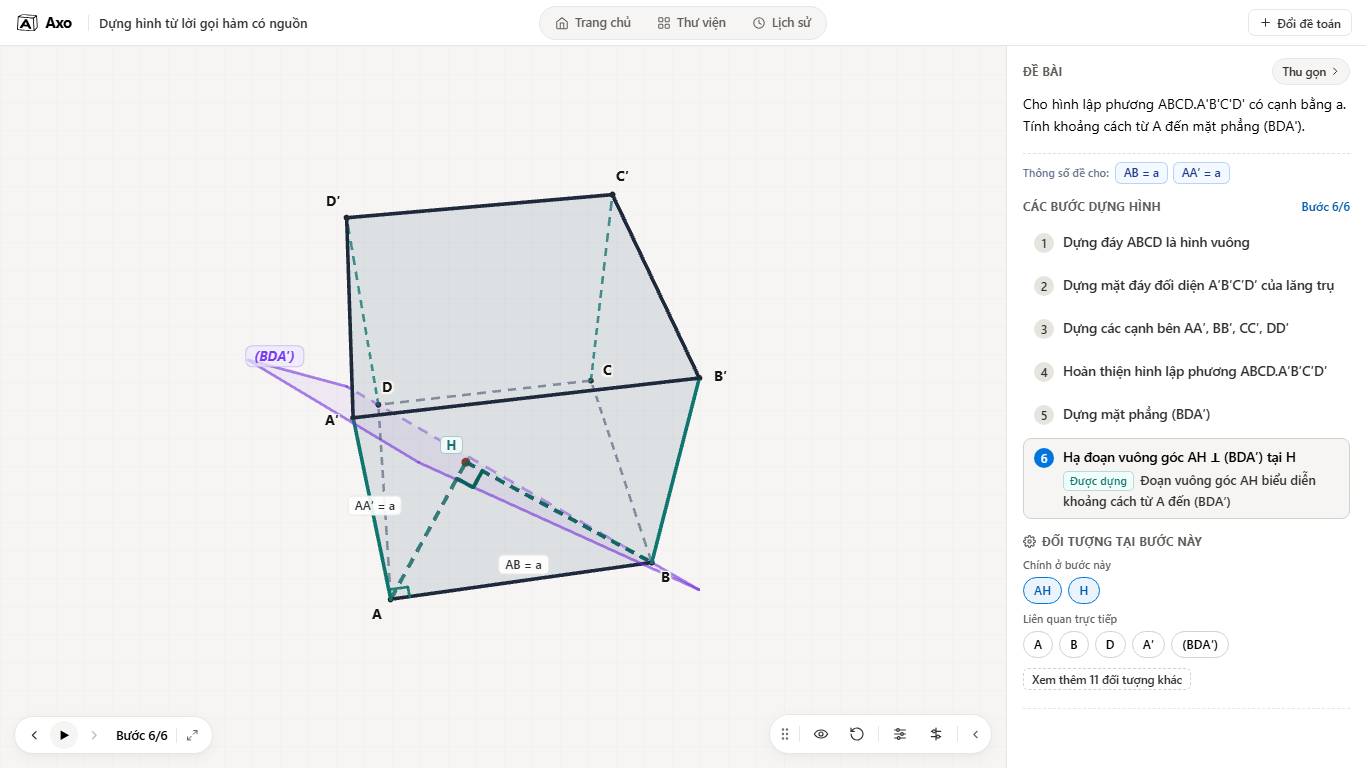 Axo
Dựng hình từ lời gọi hàm có nguồn
Trang chủ
Thư viện
Lịch sử
Đổi đề toán
ĐỀ BÀI
Thu gọn
Cho hình lập phương ABCD.A'B'C'D' có cạnh bằng a.
Tính khoảng cách từ A đến mặt phẳng (BDA').
Thông số đề cho: AB = a AA′ = a
CÁC BƯỚC DỰNG HÌNH
Bước 6/6
1 Dựng đáy ABCD là hình vuông
2 Dựng mặt đáy đối diện A′B′C′D′ của lăng trụ
3 Dựng các cạnh bên AA′, BB′, CC′, DD′
4 Hoàn thiện hình lập phương ABCD.A'B'C'D'
5 Dựng mặt phẳng (BDA′)
6 Hạ đoạn vuông góc AH ⊥ (BDA′) tại H
Được dựng Đoạn vuông góc AH biểu diễn
khoảng cách từ A đến (BDA′)
ĐỐI TƯỢNG TẠI BƯỚC NÀY
Chính ở bước này
AH H
Liên quan trực tiếp
A B D A′ (BDA′)
Xem thêm 11 đối tượng khác
C′
D′
(BDA′)
C
B′
D
A′
H
AA′ = a
AB = a
B
A
Bước 6/6